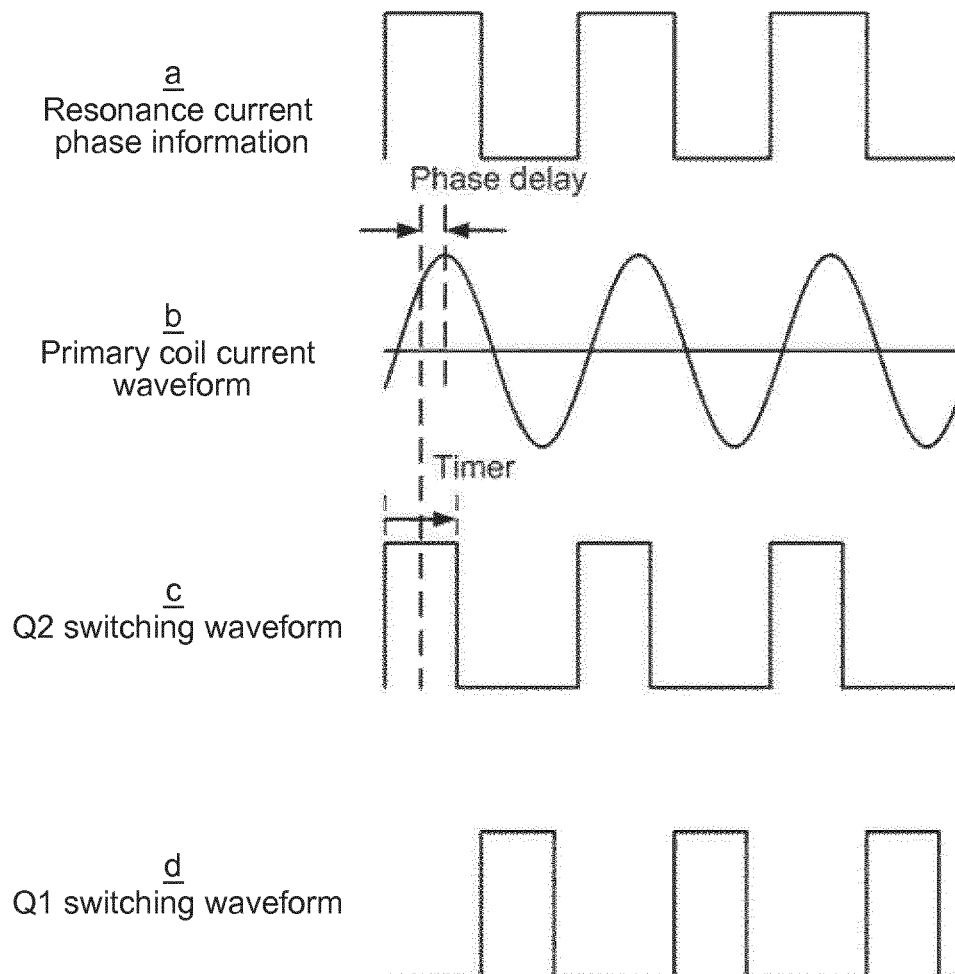 a
Resonance current
phase information
Phase delay
b
Primary coil current
waveform
Timer
c
Q2 switching waveform
d
Q1 switching waveform